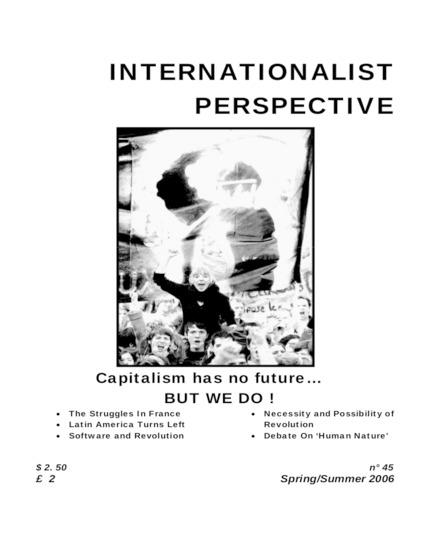 INTERNATIONALIST
PERSPECTIVE
Capitalism has no future...
BUT WE DO !
• The Struggles In France
• Latin America Turns Left
• Software and Revolution
• Necessity and Possibility of
Revolution
• Debate On 'Human Nature'
$ 2. 50
£ 2
n° 45
Spring/Summer 2006